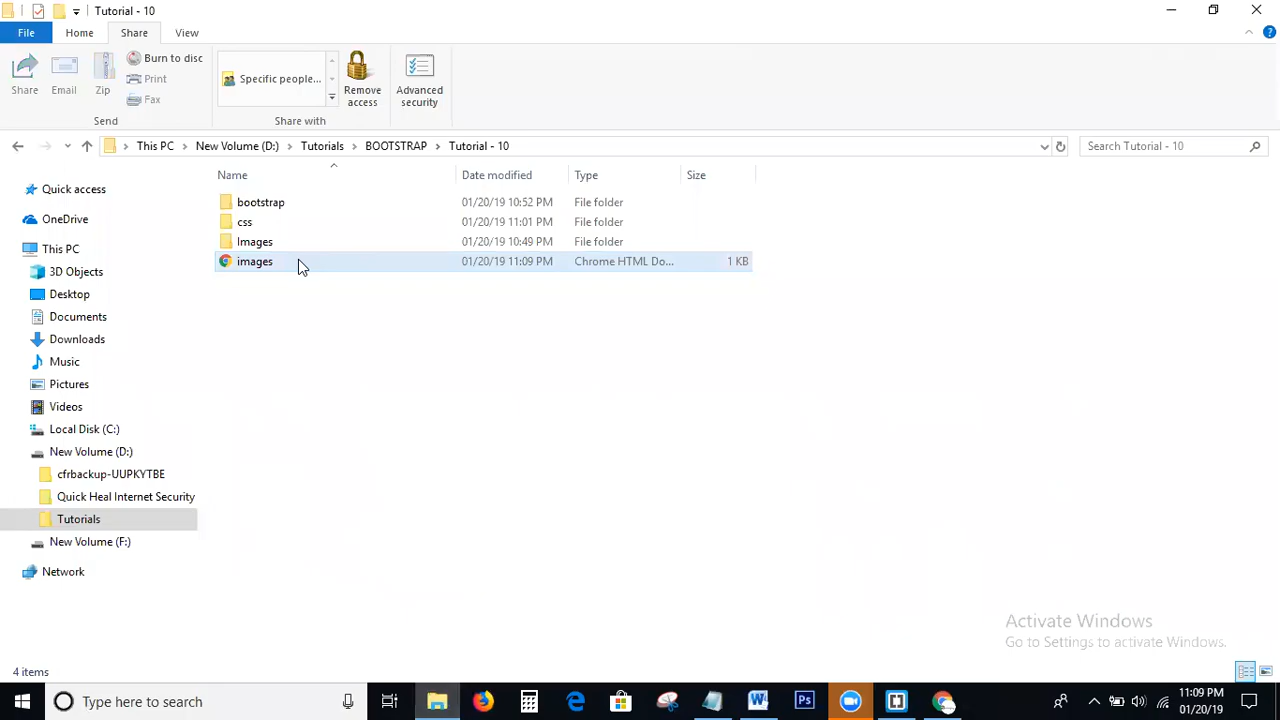 Tutorial - 10
File Home Share View
Share Email Zip Burn to disc Print Fax Specific people... Remove access Advanced security
Send Share with
This PC New Volume (D:) Tutorials BOOTSTRAP Tutorial - 10 Search Tutorial - 10
Name Date modified Type Size
bootstrap 01/20/19 10:52 PM File folder
css 01/20/19 11:01 PM File folder
Images 01/20/19 10:49 PM File folder
images 01/20/19 11:09 PM Chrome HTML Do... 1 KB
Quick access
OneDrive
This PC
3D Objects
Desktop
Documents
Downloads
Music
Pictures
Videos
Local Disk (C:)
New Volume (D:)
cfrbackup-UUPKYTBE
Quick Heal Internet Security
Tutorials
New Volume (F:)
Network
Activate Windows
Go to Settings to activate Windows.
4 items
Type here to search
11:09 PM
01/20/19